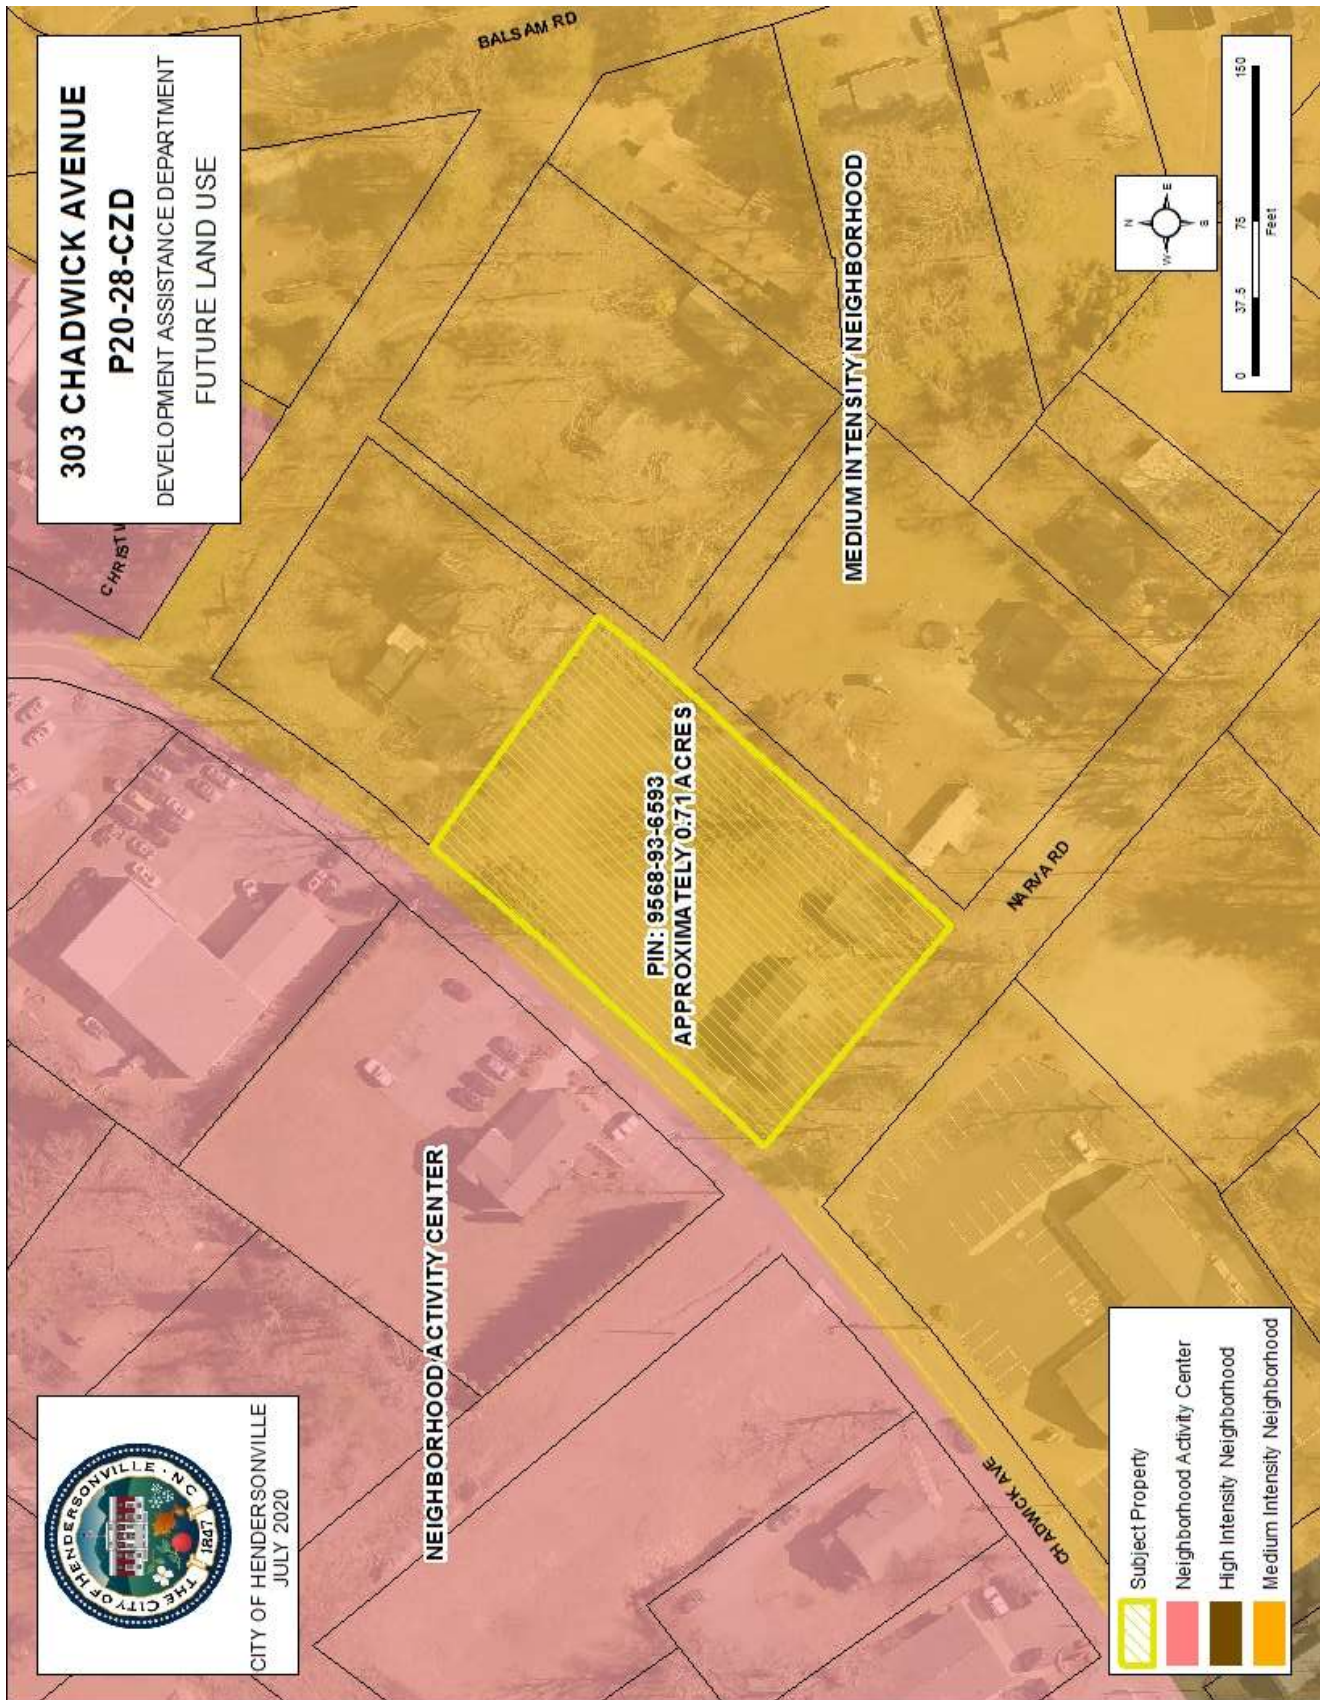 303 CHADWICK AVENUE
P20-28-CZD
DEVELOPMENT ASSISTANCE DEPARTMENT
FUTURE LAND USE
THE CITY OF HENDERSONVILLE · NC
1847
CITY OF HENDERSONVILLE
JULY 2020
BALSAM RD
NEIGHBORHOOD ACTIVITY CENTER
PIN: 9568-93-6593
APPROXIMATELY 0.71 ACRES
MEDIUM INTENSITY NEIGHBORHOOD
NARVA RD
CHADWICK AVE
Subject Property
Neighborhood Activity Center
High Intensity Neighborhood
Medium Intensity Neighborhood
N
W E
S
0 37.5 75 150
Feet